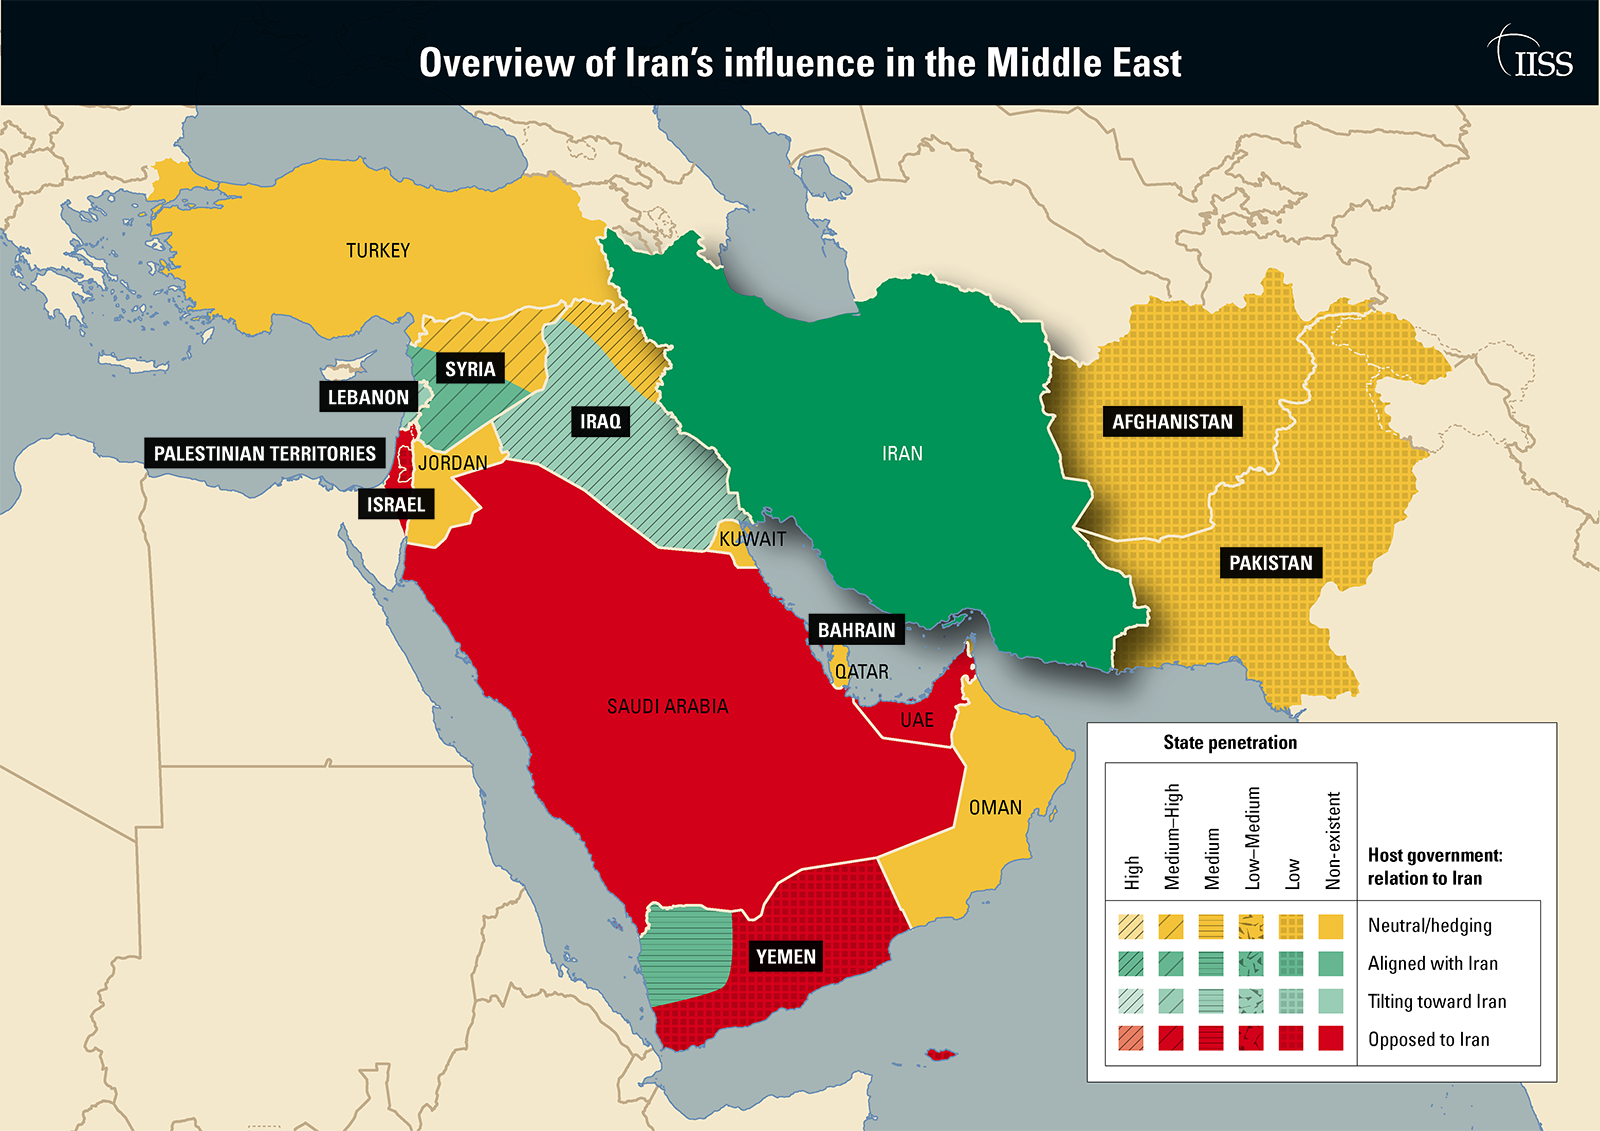 Overview of Iran's influence in the Middle East
IISS
TURKEY
SYRIA
LEBANON
IRAQ
AFGHANISTAN
PALESTINIAN TERRITORIES
IRAN
JORDAN
ISRAEL
KUWAIT
PAKISTAN
BAHRAIN
QATAR
SAUDI ARABIA
UAE
OMAN
YEMEN
State penetration
High
Medium–High
Medium
Low–Medium
Low
Non-existent
Host government:
relation to Iran
Neutral/hedging
Aligned with Iran
Tilting toward Iran
Opposed to Iran